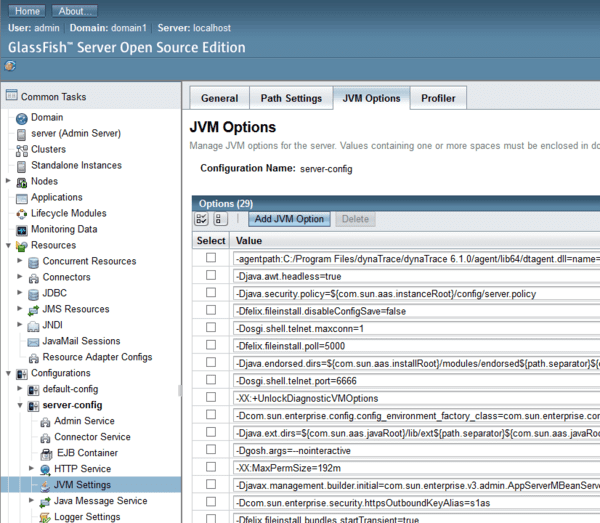 Home About...
User: admin Domain: domain1 Server: localhost
GlassFish™ Server Open Source Edition
Common Tasks
Domain
server (Admin Server)
Clusters
Standalone Instances
Nodes
Applications
Lifecycle Modules
Monitoring Data
Resources
Concurrent Resources
Connectors
JDBC
JMS Resources
JNDI
JavaMail Sessions
Resource Adapter Configs
Configurations
default-config
server-config
Admin Service
Connector Service
EJB Container
HTTP Service
JVM Settings
Java Message Service
Logger Settings
General Path Settings JVM Options Profiler
JVM Options
Manage JVM options for the server. Values containing one or more spaces must be enclosed in do
Configuration Name: server-config
Options (29)
Add JVM Option Delete
Select Value
-agentpath:C:/Program Files/dynaTrace/dynaTrace 6.1.0/agent/lib64/dtagent.dll=name=
-Djava.awt.headless=true
-Djava.security.policy=${com.sun.aas.instanceRoot}/config/server.policy
-Dfelix.fileinstall.disableConfigSave=false
-Dosgi.shell.telnet.maxconn=1
-Dfelix.fileinstall.poll=5000
-Djava.endorsed.dirs=${com.sun.aas.installRoot}/modules/endorsed${path.separator}${c
-Dosgi.shell.telnet.port=6666
-XX:+UnlockDiagnosticVMOptions
-Dcom.sun.enterprise.config.config_environment_factory_class=com.sun.enterprise.con
-Djava.ext.dirs=${com.sun.aas.javaRoot}/lib/ext${path.separator}${com.sun.aas.javaRoo
-Dgosh.args=--nointeractive
-XX:MaxPermSize=192m
-Djavax.management.builder.initial=com.sun.enterprise.v3.admin.AppServerMBeanServe
-Dcom.sun.enterprise.security.httpsOutboundKeyAlias=s1as
-Dfelix.fileinstall.bundles.startTransient=true